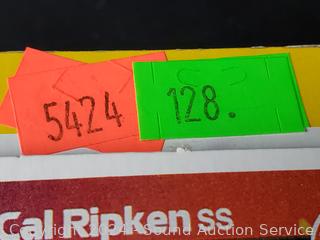 5424
128.
Cal Ripken SS
Copyright 2024 - Sound Auction Service